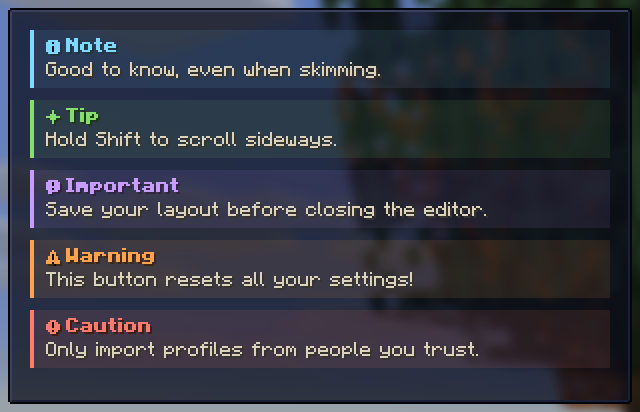 Note
Good to know, even when skimming.
Tip
Hold Shift to scroll sideways.
Important
Save your layout before closing the editor.
Warning
This button resets all your settings!
Caution
Only import profiles from people you trust.